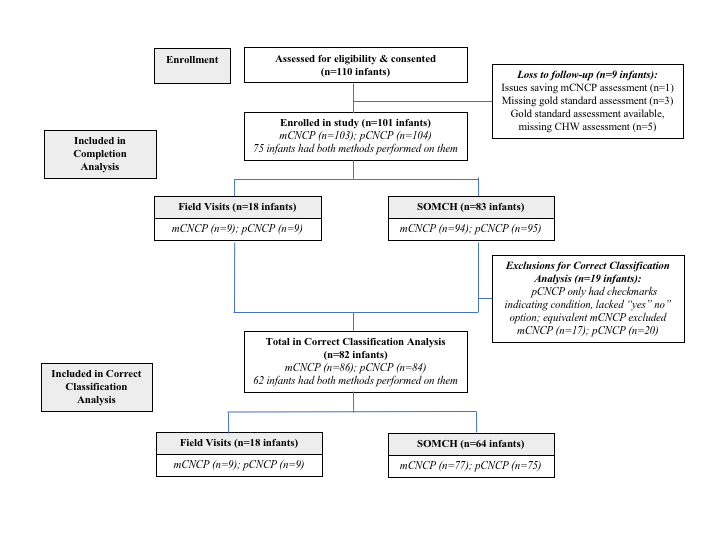 Enrollment
Assessed for eligibility & consented
(n=110 infants)
Loss to follow-up (n=9 infants):
Issues saving mCNCP assessment (n=1)
Missing gold standard assessment (n=3)
Gold standard assessment available,
missing CHW assessment (n=5)
Enrolled in study (n=101 infants)
mCNCP (n=103); pCNCP (n=104)
75 infants had both methods performed on them
Included in
Completion
Analysis
Field Visits (n=18 infants)
mCNCP (n=9); pCNCP (n=9)
SOMCH (n=83 infants)
mCNCP (n=94); pCNCP (n=95)
Exclusions for Correct Classification
Analysis (n=19 infants):
pCNCP only had checkmarks
indicating condition, lacked “yes” no”
option; equivalent mCNCP excluded
mCNCP (n=17); pCNCP (n=20)
Total in Correct Classification Analysis
(n=82 infants)
mCNCP (n=86); pCNCP (n=84)
62 infants had both methods performed on them
Included in Correct
Classification
Analysis
Field Visits (n=18 infants)
mCNCP (n=9); pCNCP (n=9)
SOMCH (n=64 infants)
mCNCP (n=77); pCNCP (n=75)